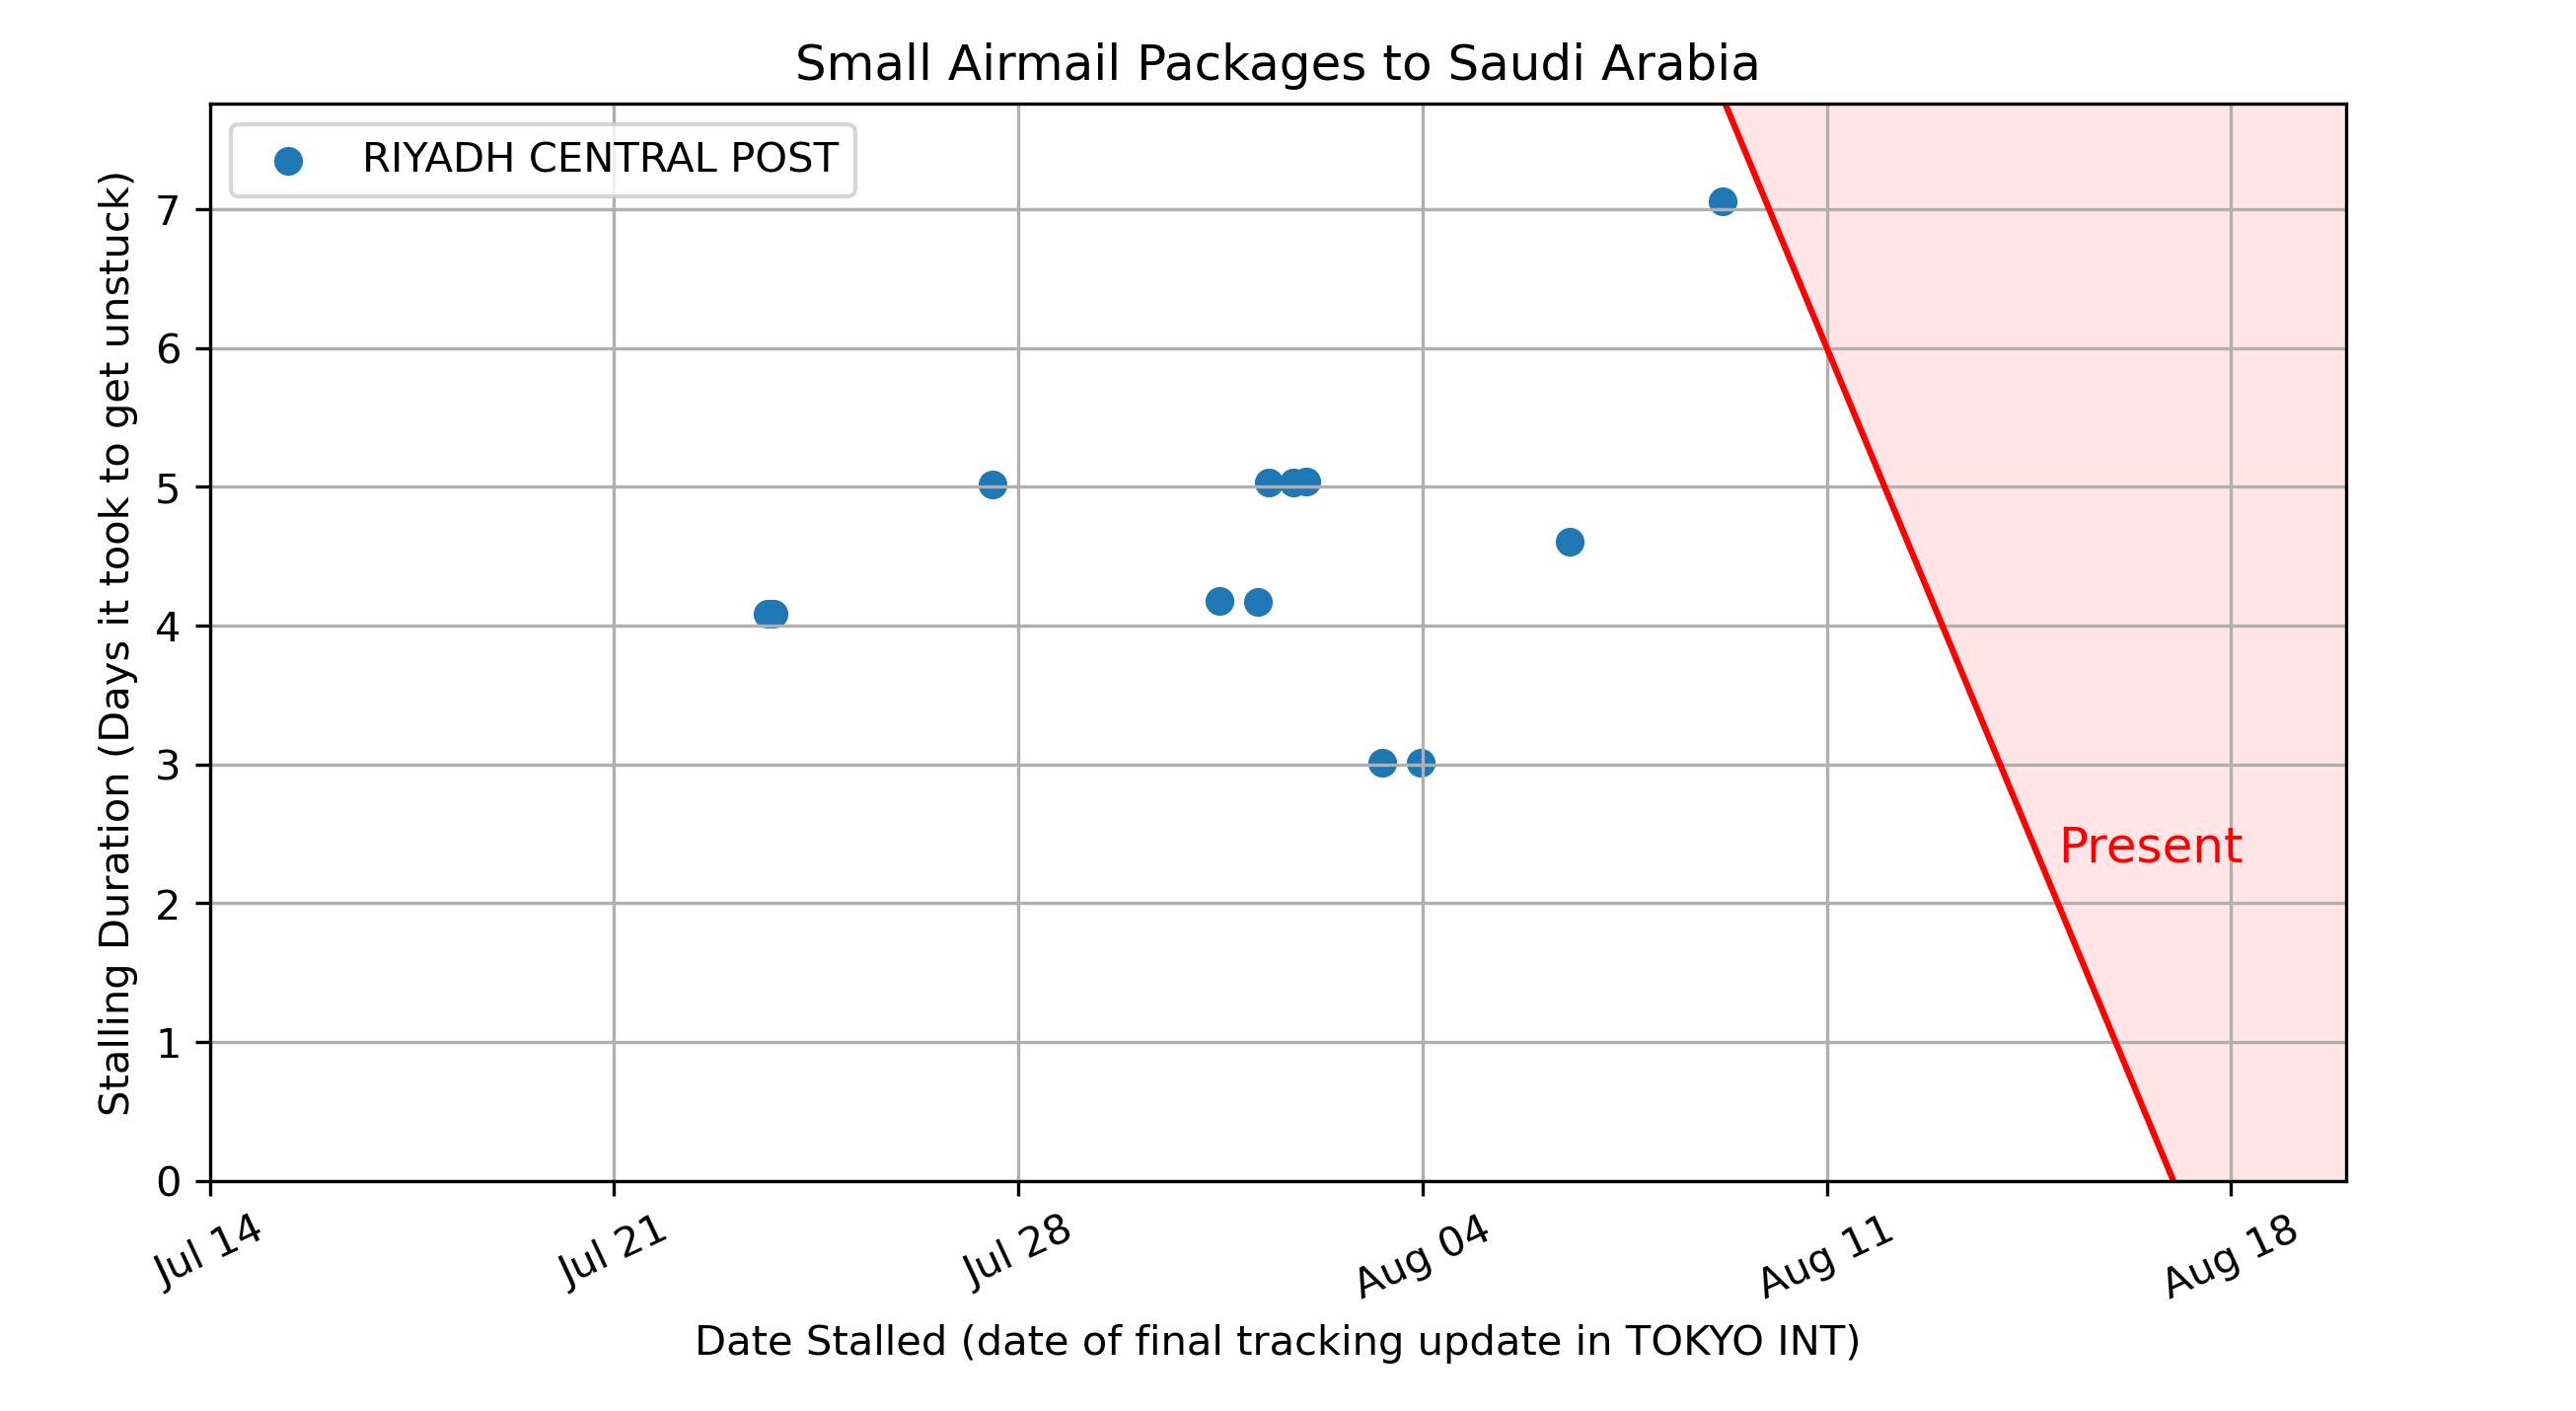 Small Airmail Packages to Saudi Arabia
RIYADH CENTRAL POST
Stalling Duration (Days it took to get unstuck)
7
6
5
4
3
2
1
0
Present
Jul 14
Jul 21
Jul 28
Aug 04
Aug 11
Aug 18
Date Stalled (date of final tracking update in TOKYO INT)